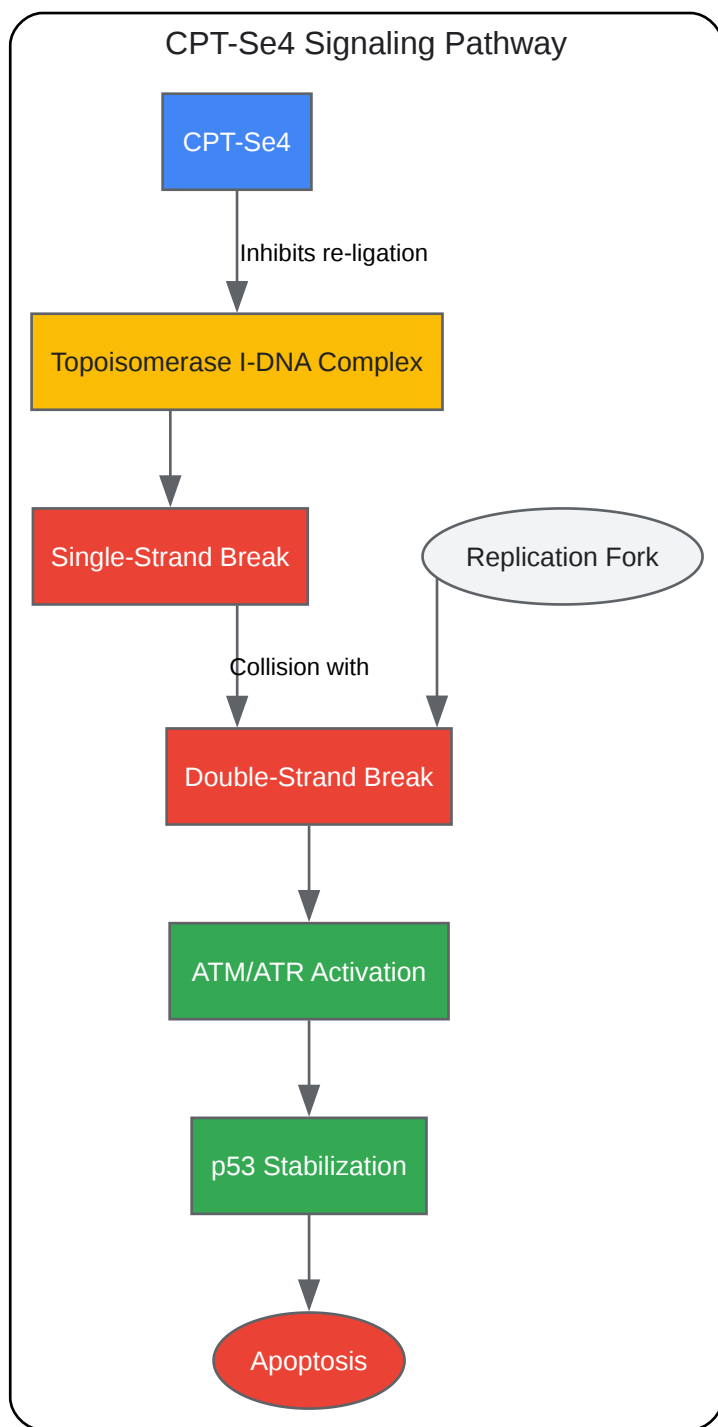 CPT-Se4 Signaling Pathway
CPT-Se4
Inhibits re-ligation
Topoisomerase I-DNA Complex
Single-Strand Break
Replication Fork
Collision with
Double-Strand Break
ATM/ATR Activation
p53 Stabilization
Apoptosis